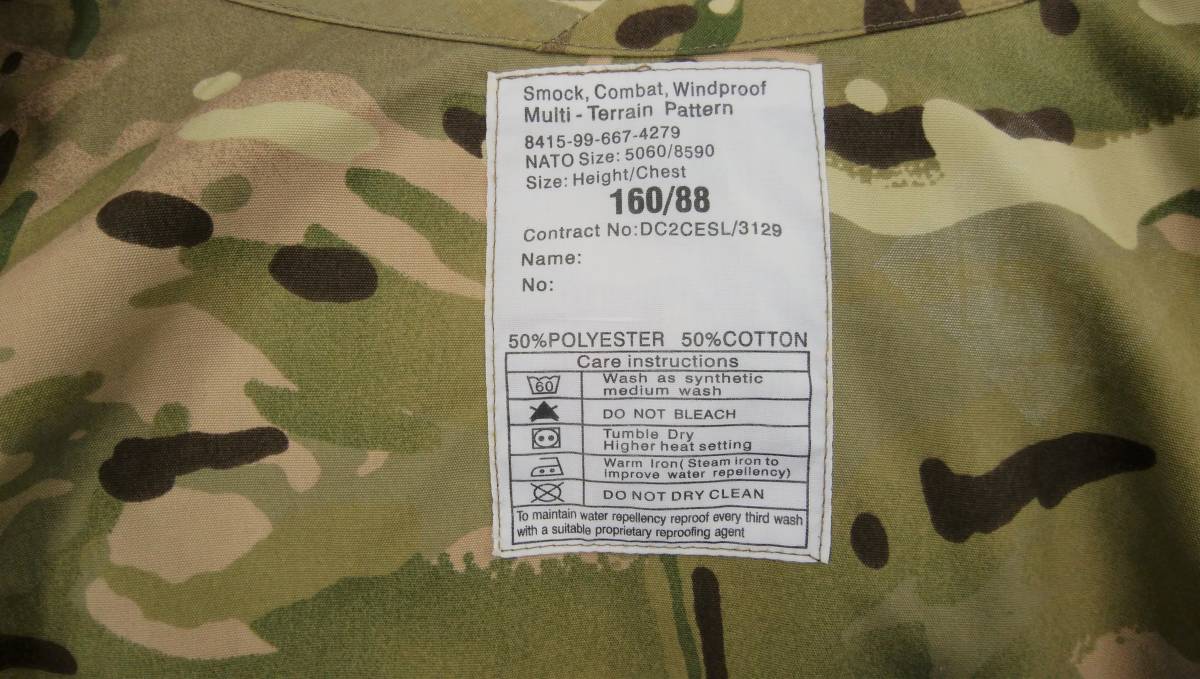 Smock, Combat, Windproof
Multi - Terrain Pattern
8415-99-667-4279
NATO Size: 5060/8590
Size: Height/Chest
160/88
Contract No:DC2CESL/3129
Name:
No:
50%POLYESTER 50%COTTON
Care instructions
60
Wash as synthetic
medium wash
DO NOT BLEACH
Tumble Dry
Higher heat setting
Warm Iron( Steam iron to
improve water repellency)
DO NOT DRY CLEAN
To maintain water repellency reproof every third wash
with a suitable proprietary reproofing agent